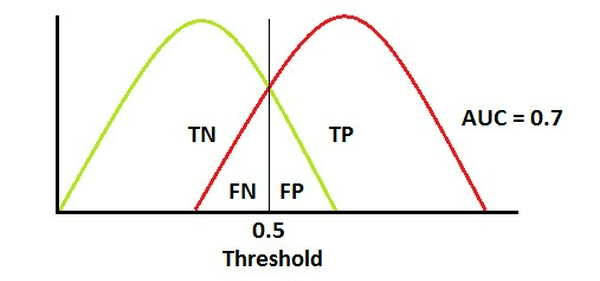 AUC = 0.7
TN
TP
FN
FP
0.5
Threshold